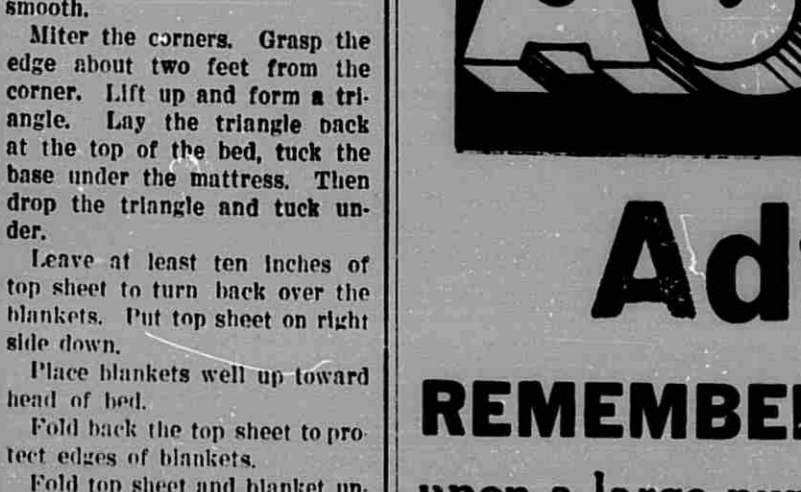 smooth.
Miter the corners. Grasp the
edge about two feet from the
corner. Lift up and form a tri-
angle. Lay the triangle back
at the top of the bed, tuck the
base under the mattress. Then
drop the triangle and tuck un-
der.
Leave at least ten inches of
top sheet to turn back over the
blankets. Put top sheet on right
side down.
Place blankets well up toward
head of bed.
Fold back the top sheet to pro-
tect edges of blankets.
Fold top sheet and blanket un-
Ad
REMEMBE
upon a large